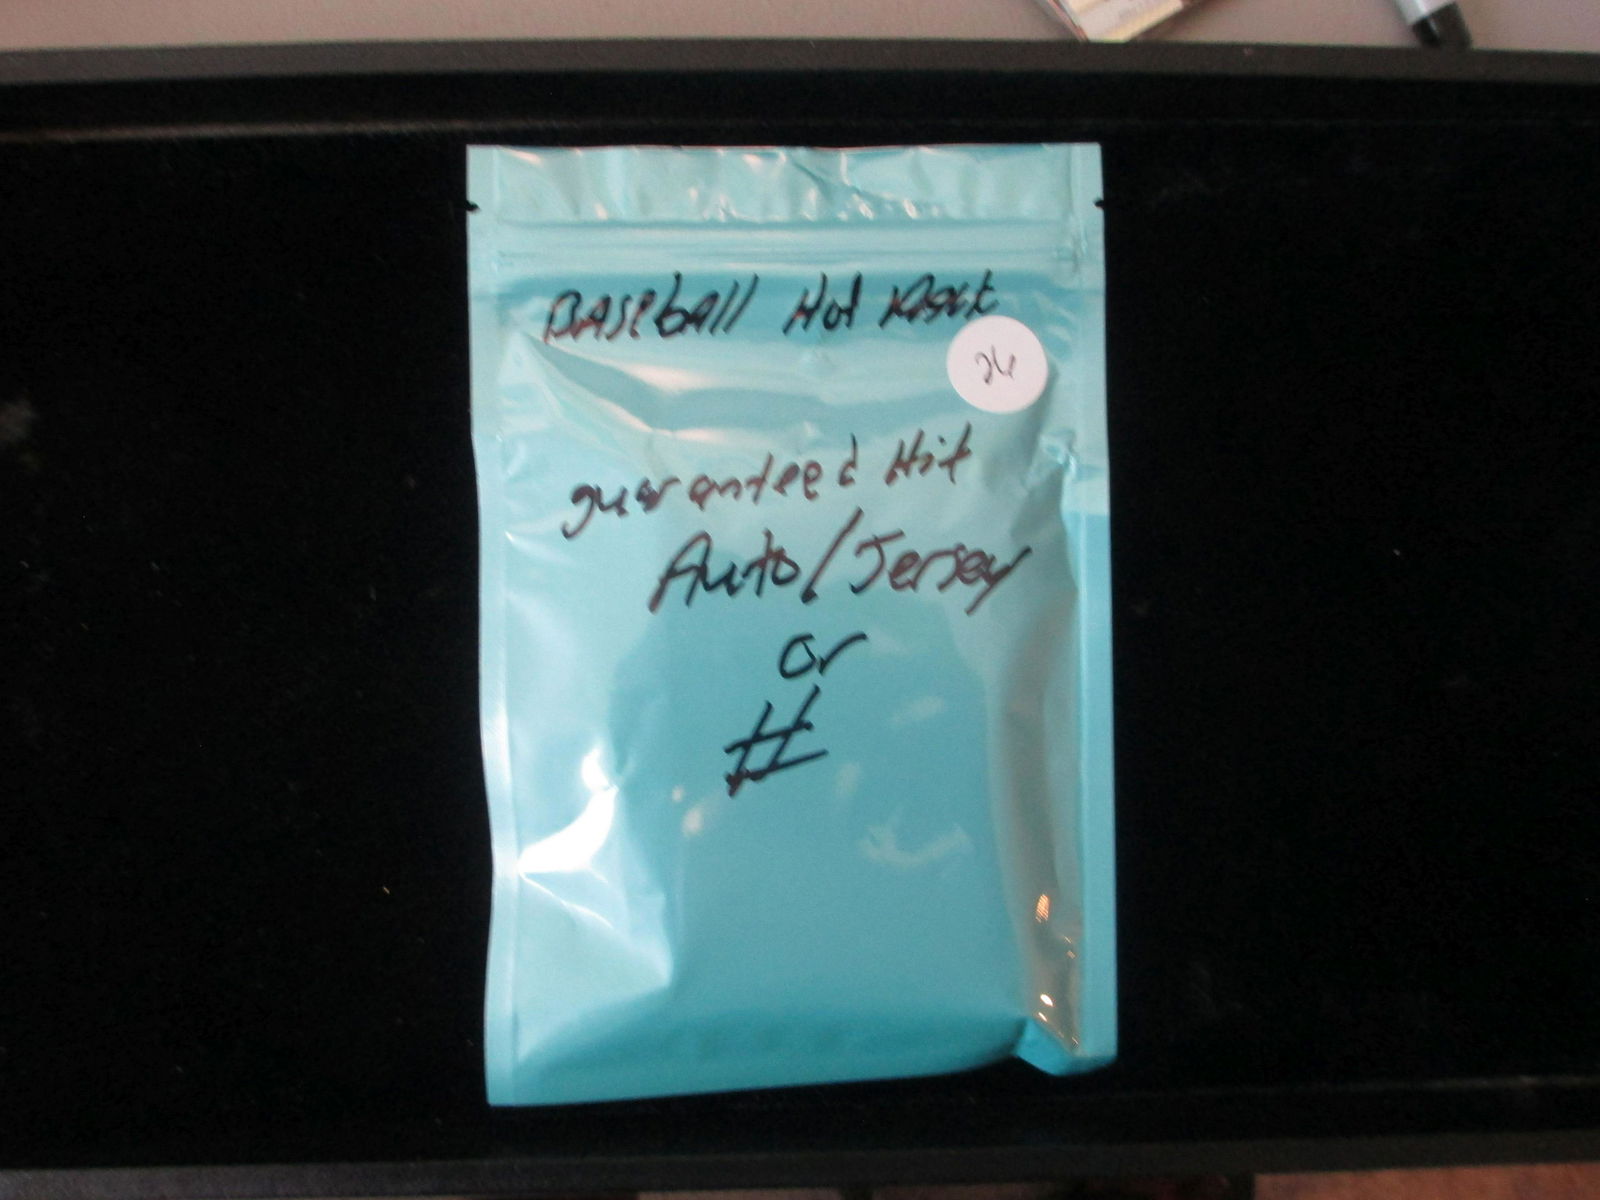 Baseball Hot Pack
24
guaranteed Hit
Auto/Jersey
or
#